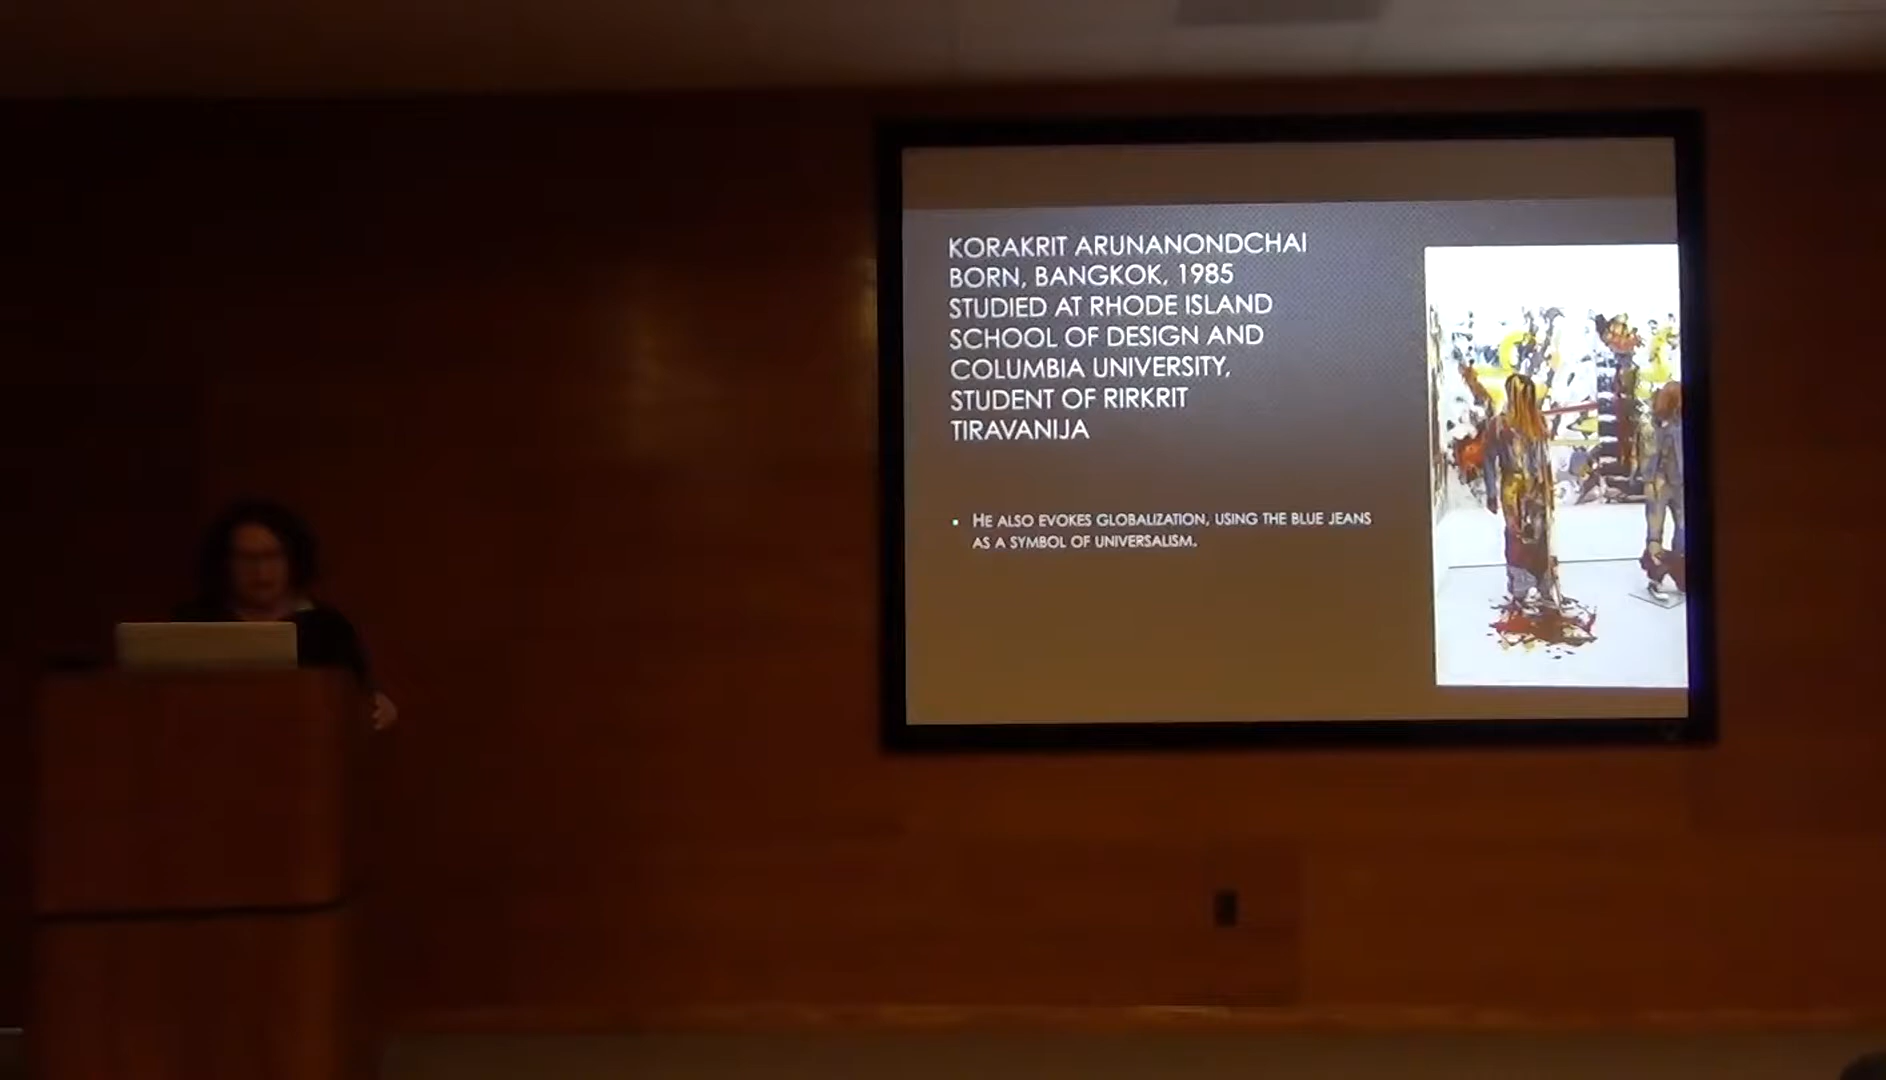 KORAKRIT ARUNANONDCHAI
BORN, BANGKOK, 1985
STUDIED AT RHODE ISLAND
SCHOOL OF DESIGN AND
COLUMBIA UNIVERSITY,
STUDENT OF RIRKRIT
TIRAVANIJA
• HE ALSO EVOKES GLOBALIZATION, USING THE BLUE JEANS
AS A SYMBOL OF UNIVERSALISM.